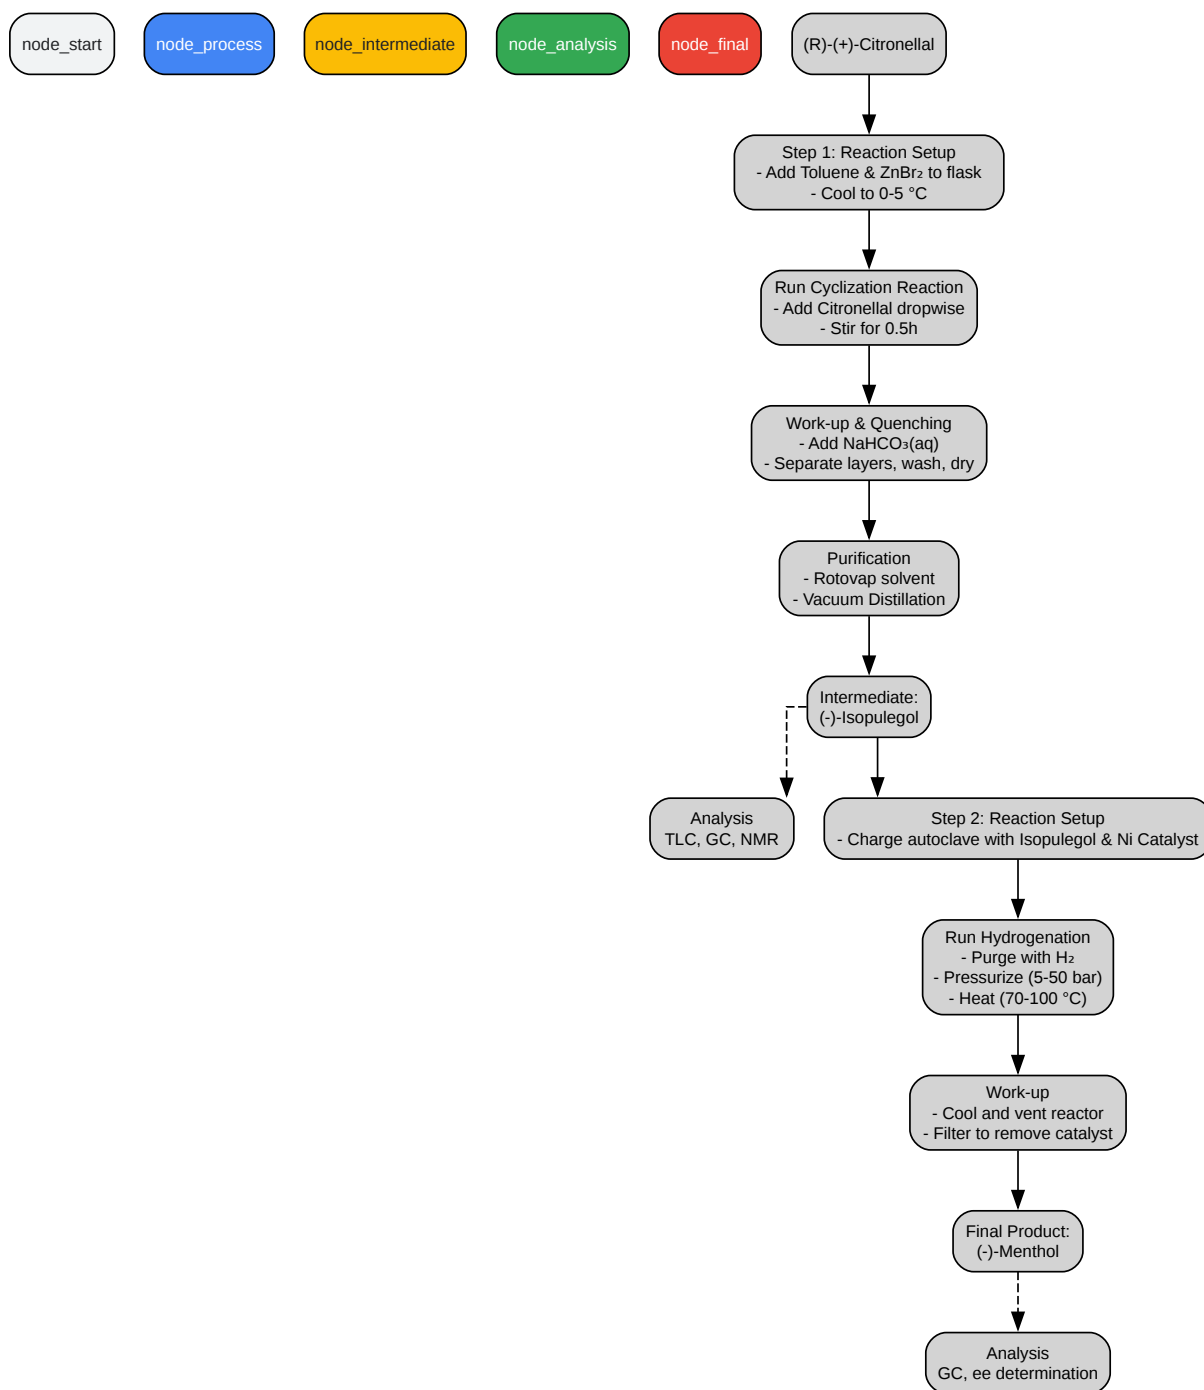 node_start
node_process
node_intermediate
node_analysis
node_final
(R)-(+)-Citronellal
Step 1: Reaction Setup
- Add Toluene & ZnBr₂ to flask
- Cool to 0-5 °C
Run Cyclization Reaction
- Add Citronellal dropwise
- Stir for 0.5h
Work-up & Quenching
- Add NaHCO₃(aq)
- Separate layers, wash, dry
Purification
- Rotovap solvent
- Vacuum Distillation
Intermediate:
(-)-Isopulegol
Analysis
TLC, GC, NMR
Step 2: Reaction Setup
- Charge autoclave with Isopulegol & Ni Catalyst
Run Hydrogenation
- Purge with H₂
- Pressurize (5-50 bar)
- Heat (70-100 °C)
Work-up
- Cool and vent reactor
- Filter to remove catalyst
Final Product:
(-)-Menthol
Analysis
GC, ee determination